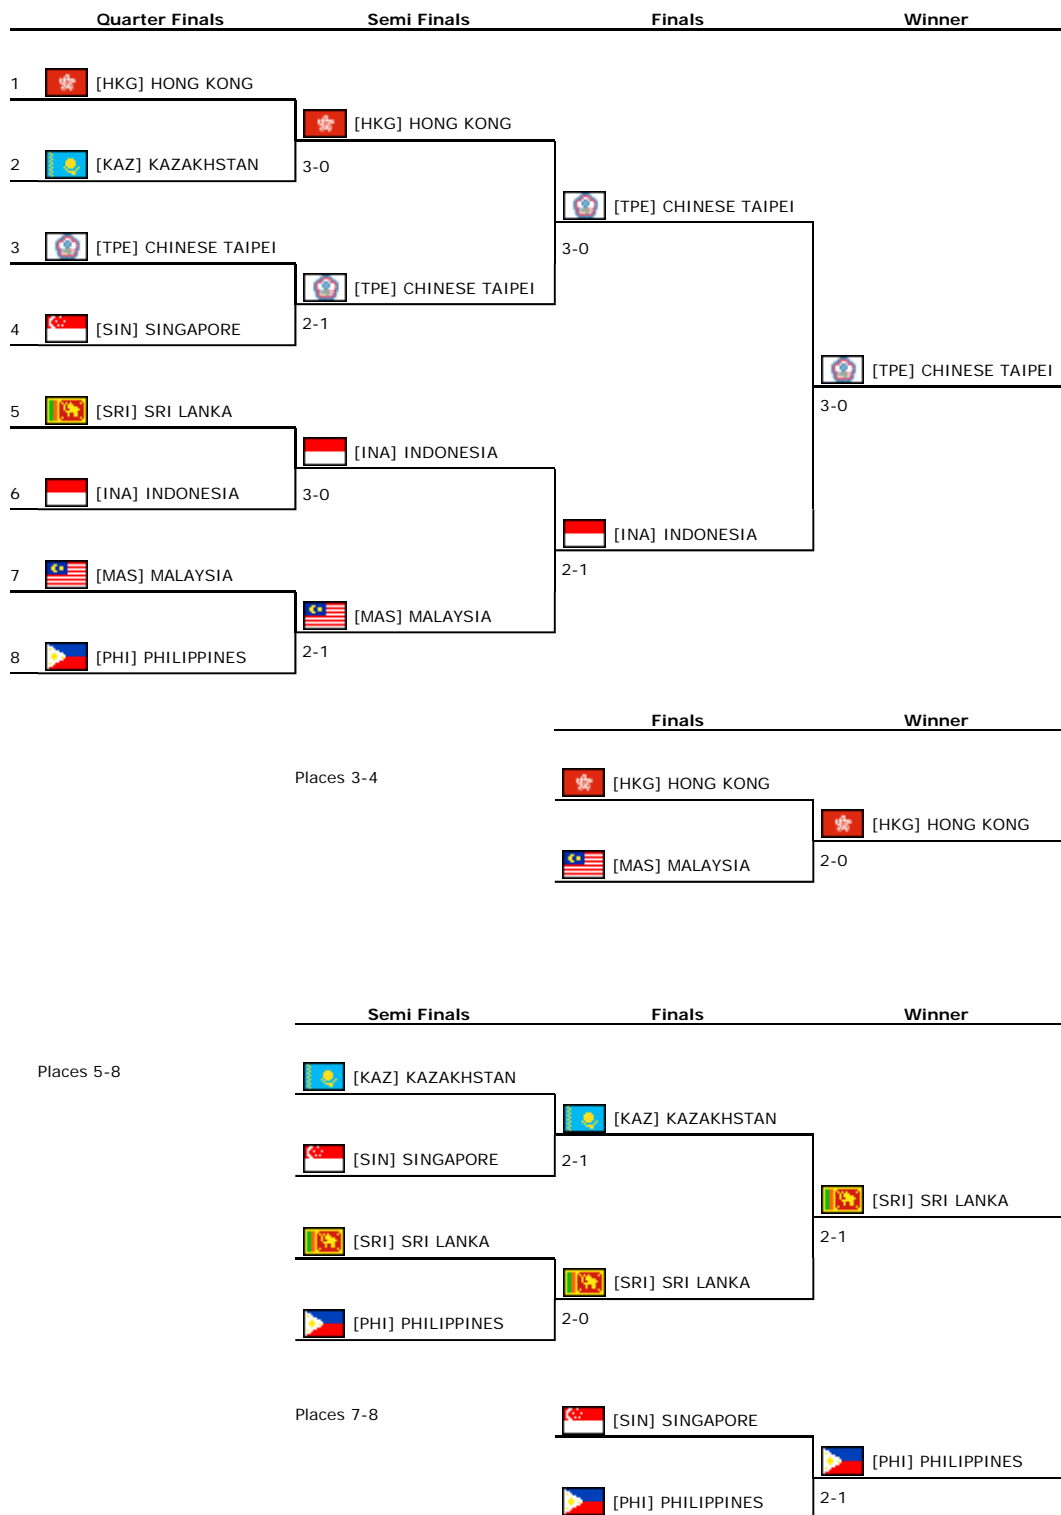 Quarter Finals Semi Finals Finals Winner
1 [HKG] HONG KONG
[HKG] HONG KONG
2 [KAZ] KAZAKHSTAN 3-0
[TPE] CHINESE TAIPEI
3 [TPE] CHINESE TAIPEI 3-0
[TPE] CHINESE TAIPEI
4 [SIN] SINGAPORE 2-1
[TPE] CHINESE TAIPEI
5 [SRI] SRI LANKA 3-0
[INA] INDONESIA
6 [INA] INDONESIA 3-0
[INA] INDONESIA
7 [MAS] MALAYSIA 2-1
[MAS] MALAYSIA
8 [PHI] PHILIPPINES 2-1
Finals Winner
Places 3-4 [HKG] HONG KONG
[HKG] HONG KONG
[MAS] MALAYSIA 2-0
Semi Finals Finals Winner
Places 5-8 [KAZ] KAZAKHSTAN
[KAZ] KAZAKHSTAN
[SIN] SINGAPORE 2-1
[SRI] SRI LANKA
[SRI] SRI LANKA 2-1
[SRI] SRI LANKA
[PHI] PHILIPPINES 2-0
Places 7-8 [SIN] SINGAPORE
[PHI] PHILIPPINES
[PHI] PHILIPPINES 2-1